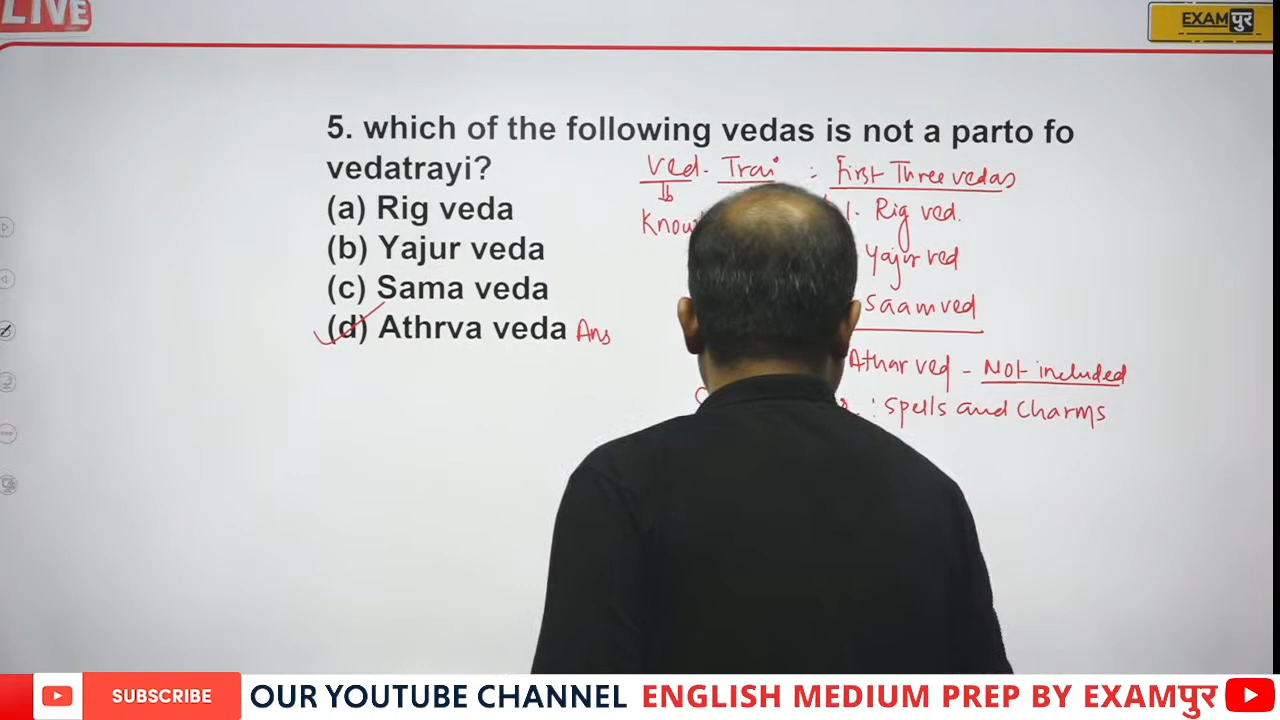 LIVE
EXAMपुर
5. which of the following vedas is not a parto fo
vedatrayi?
(a) Rig veda
(b) Yajur veda
(c) Sama veda
(d) Athrva veda Ans
Ved. Trai : First Three vedas
1. Rig ved.
Yajur ved
Saamved
Athar ved - Not included
: Spells and Charms
SUBSCRIBE
OUR YOUTUBE CHANNEL ENGLISH MEDIUM PREP BY EXAMपुर